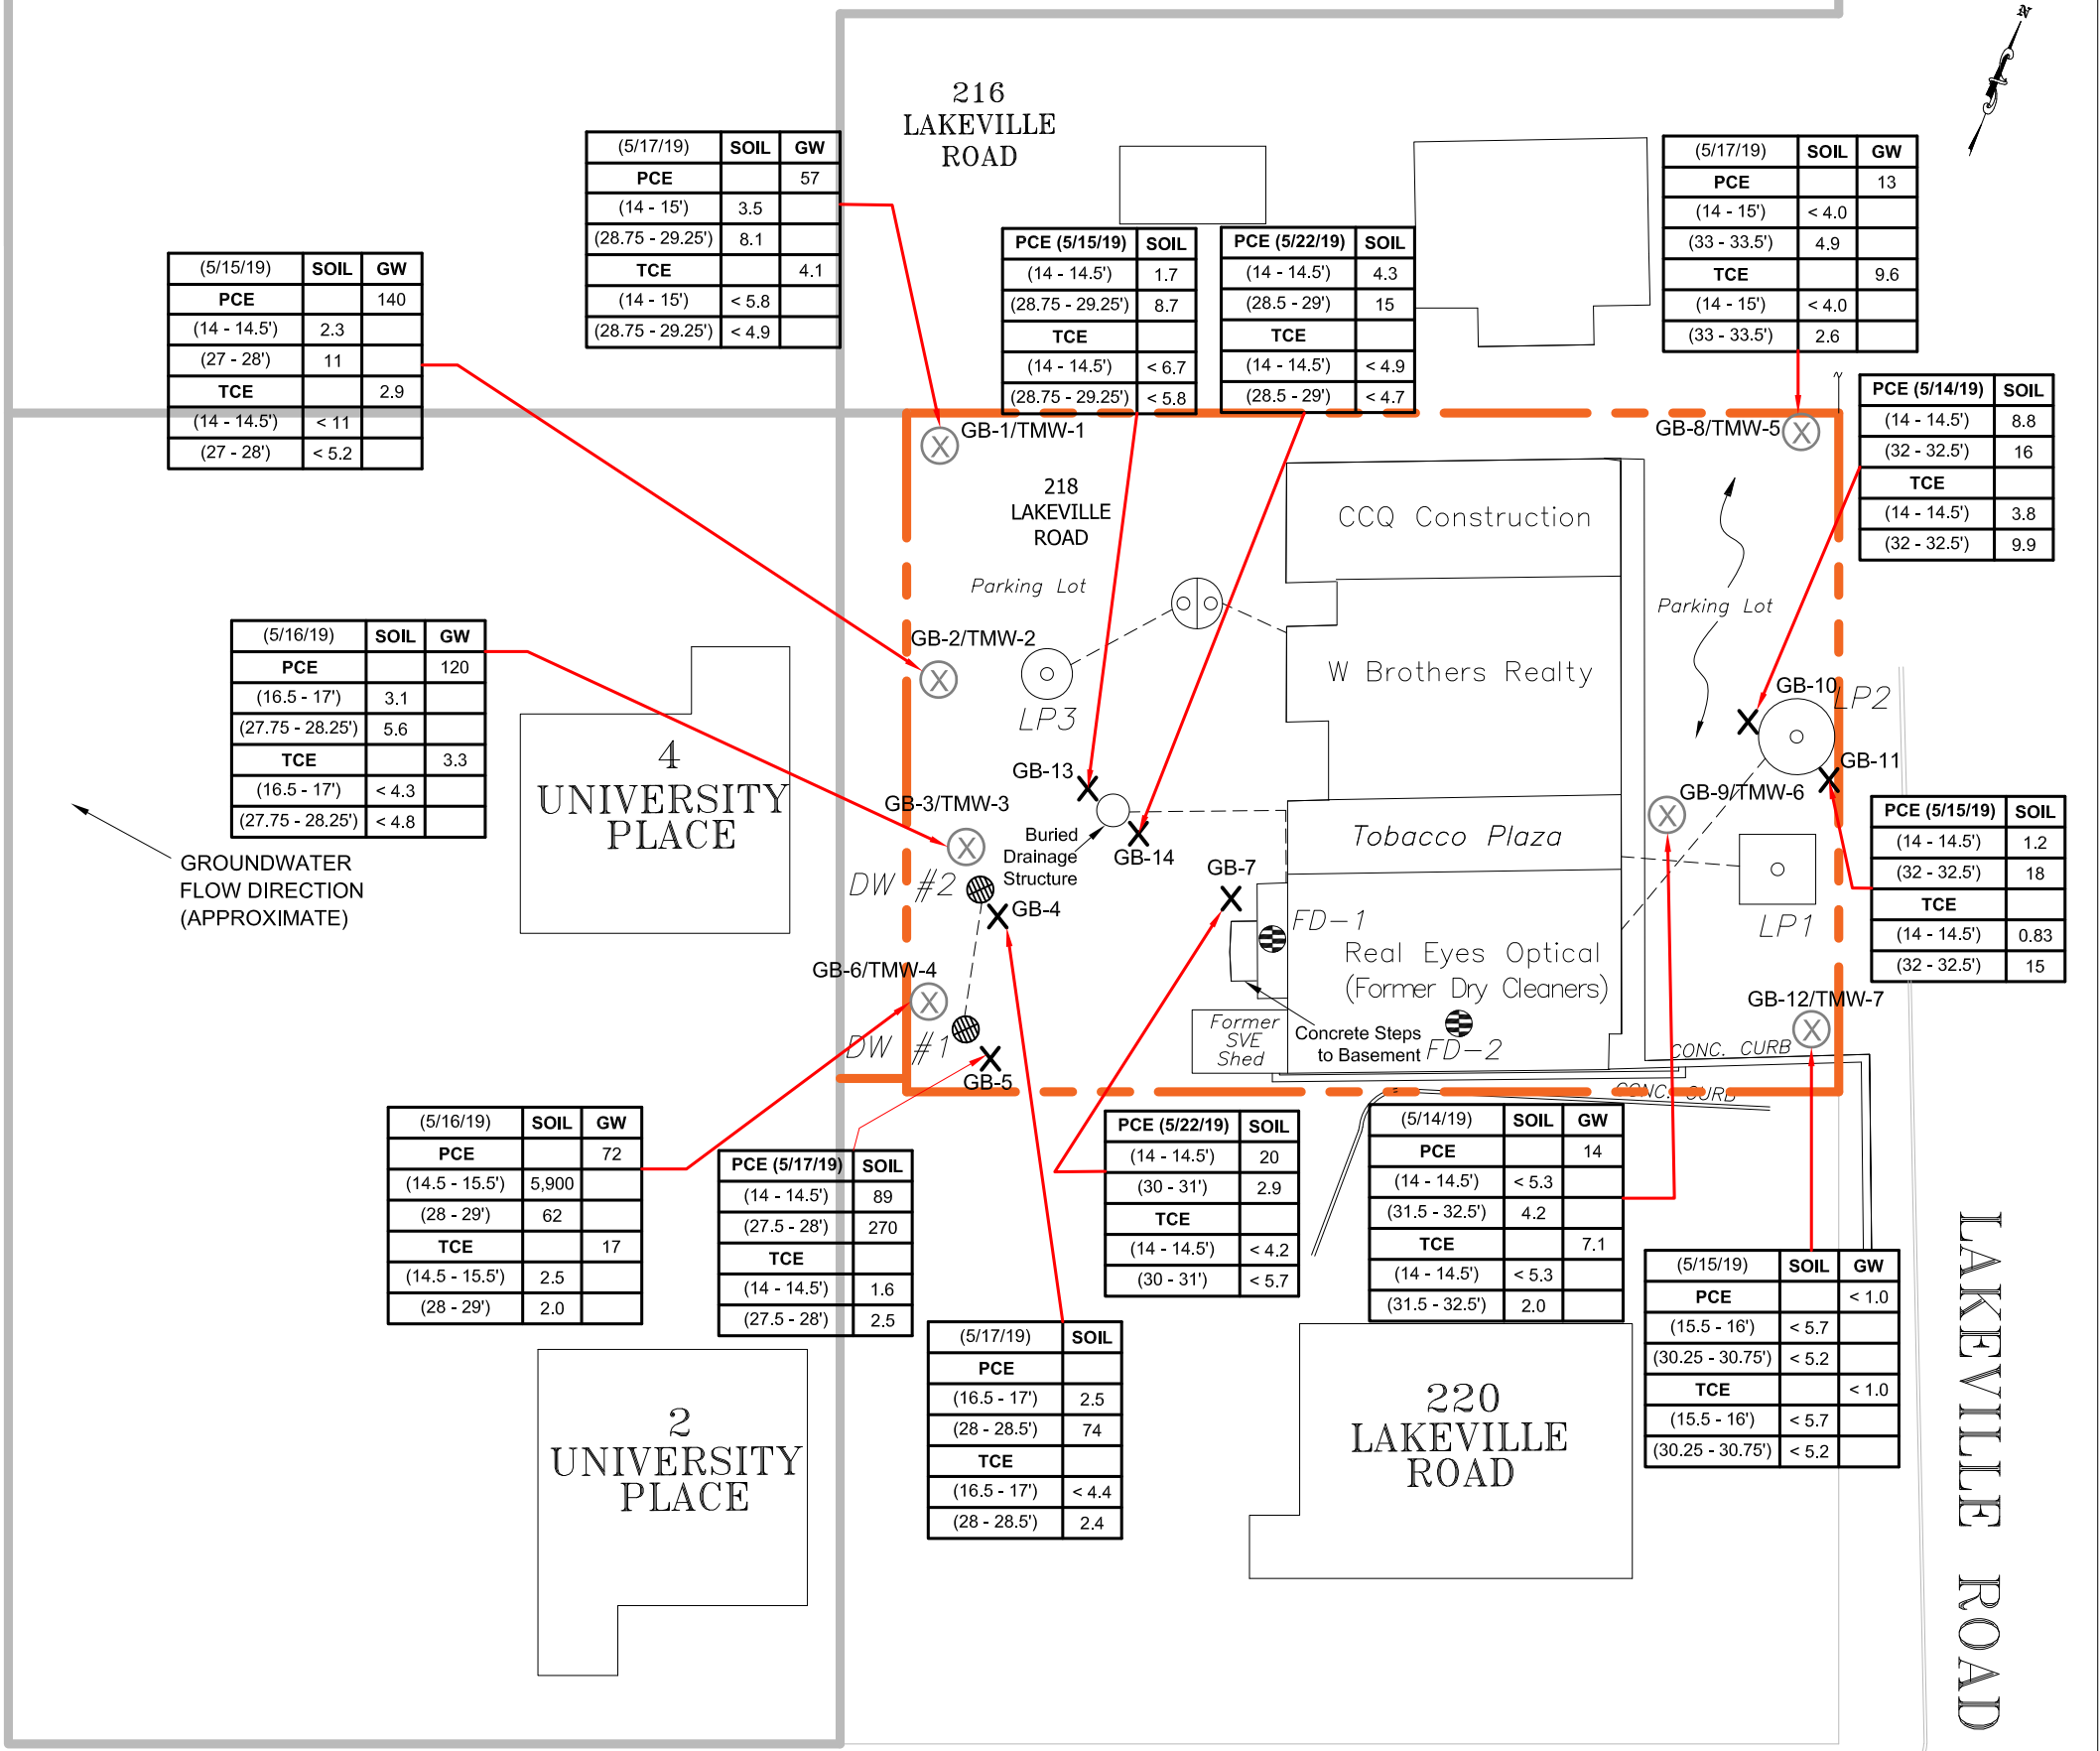 N
216
LAKEVILLE
ROAD
(5/17/19) SOIL GW
PCE 57
(14 - 15') 3.5
(28.75 - 29.25') 8.1
TCE 4.1
(14 - 15') < 5.8
(28.75 - 29.25') < 4.9
(5/17/19) SOIL GW
PCE 13
(14 - 15') < 4.0
(33 - 33.5') 4.9
TCE 9.6
(14 - 15') < 4.0
(33 - 33.5') 2.6
PCE (5/15/19) SOIL
(14 - 14.5') 1.7
(28.75 - 29.25') 8.7
TCE
(14 - 14.5') < 6.7
(28.75 - 29.25') < 5.8
PCE (5/22/19) SOIL
(14 - 14.5') 4.3
(28.5 - 29') 15
TCE
(14 - 14.5') < 4.9
(28.5 - 29') < 4.7
(5/15/19) SOIL GW
PCE 140
(14 - 14.5') 2.3
(27 - 28') 11
TCE 2.9
(14 - 14.5') < 11
(27 - 28') < 5.2
PCE (5/14/19) SOIL
(14 - 14.5') 8.8
(32 - 32.5') 16
TCE
(14 - 14.5') 3.8
(32 - 32.5') 9.9
GB-1/TMW-1
GB-8/TMW-5
218
LAKEVILLE
ROAD
CCQ Construction
Parking Lot
Parking Lot
(5/16/19) SOIL GW
PCE 120
(16.5 - 17') 3.1
(27.75 - 28.25') 5.6
TCE 3.3
(16.5 - 17') < 4.3
(27.75 - 28.25') < 4.8
GB-2/TMW-2
W Brothers Realty
LP3
GB-10
LP2
4
UNIVERSITY
PLACE
GB-13
GB-11
GB-3/TMW-3
GB-9/TMW-6
Buried
Drainage
Structure
GB-14
Tobacco Plaza
PCE (5/15/19) SOIL
(14 - 14.5') 1.2
(32 - 32.5') 18
TCE
(14 - 14.5') 0.83
(32 - 32.5') 15
GROUNDWATER
FLOW DIRECTION
(APPROXIMATE)
DW #2
GB-4
GB-7
FD-1
LP1
Real Eyes Optical
(Former Dry Cleaners)
GB-6/TMW-4
GB-12/TMW-7
Former
SVE
Shed
Concrete Steps
to Basement
FD-2
DW #1
GB-5
CONC. CURB
CONC. CURB
(5/16/19) SOIL GW
PCE 72
(14.5 - 15.5') 5,900
(28 - 29') 62
TCE 17
(14.5 - 15.5') 2.5
(28 - 29') 2.0
PCE (5/17/19) SOIL
(14 - 14.5') 89
(27.5 - 28') 270
TCE
(14 - 14.5') 1.6
(27.5 - 28') 2.5
PCE (5/22/19) SOIL
(14 - 14.5') 20
(30 - 31') 2.9
TCE
(14 - 14.5') < 4.2
(30 - 31') < 5.7
(5/14/19) SOIL GW
PCE 14
(14 - 14.5') < 5.3
(31.5 - 32.5') 4.2
TCE 7.1
(14 - 14.5') < 5.3
(31.5 - 32.5') 2.0
(5/15/19) SOIL GW
PCE < 1.0
(15.5 - 16') < 5.7
(30.25 - 30.75') < 5.2
TCE < 1.0
(15.5 - 16') < 5.7
(30.25 - 30.75') < 5.2
(5/17/19) SOIL
PCE
(16.5 - 17') 2.5
(28 - 28.5') 74
TCE
(16.5 - 17') < 4.4
(28 - 28.5') 2.4
2
UNIVERSITY
PLACE
220
LAKEVILLE
ROAD
LAKEVILLE ROAD